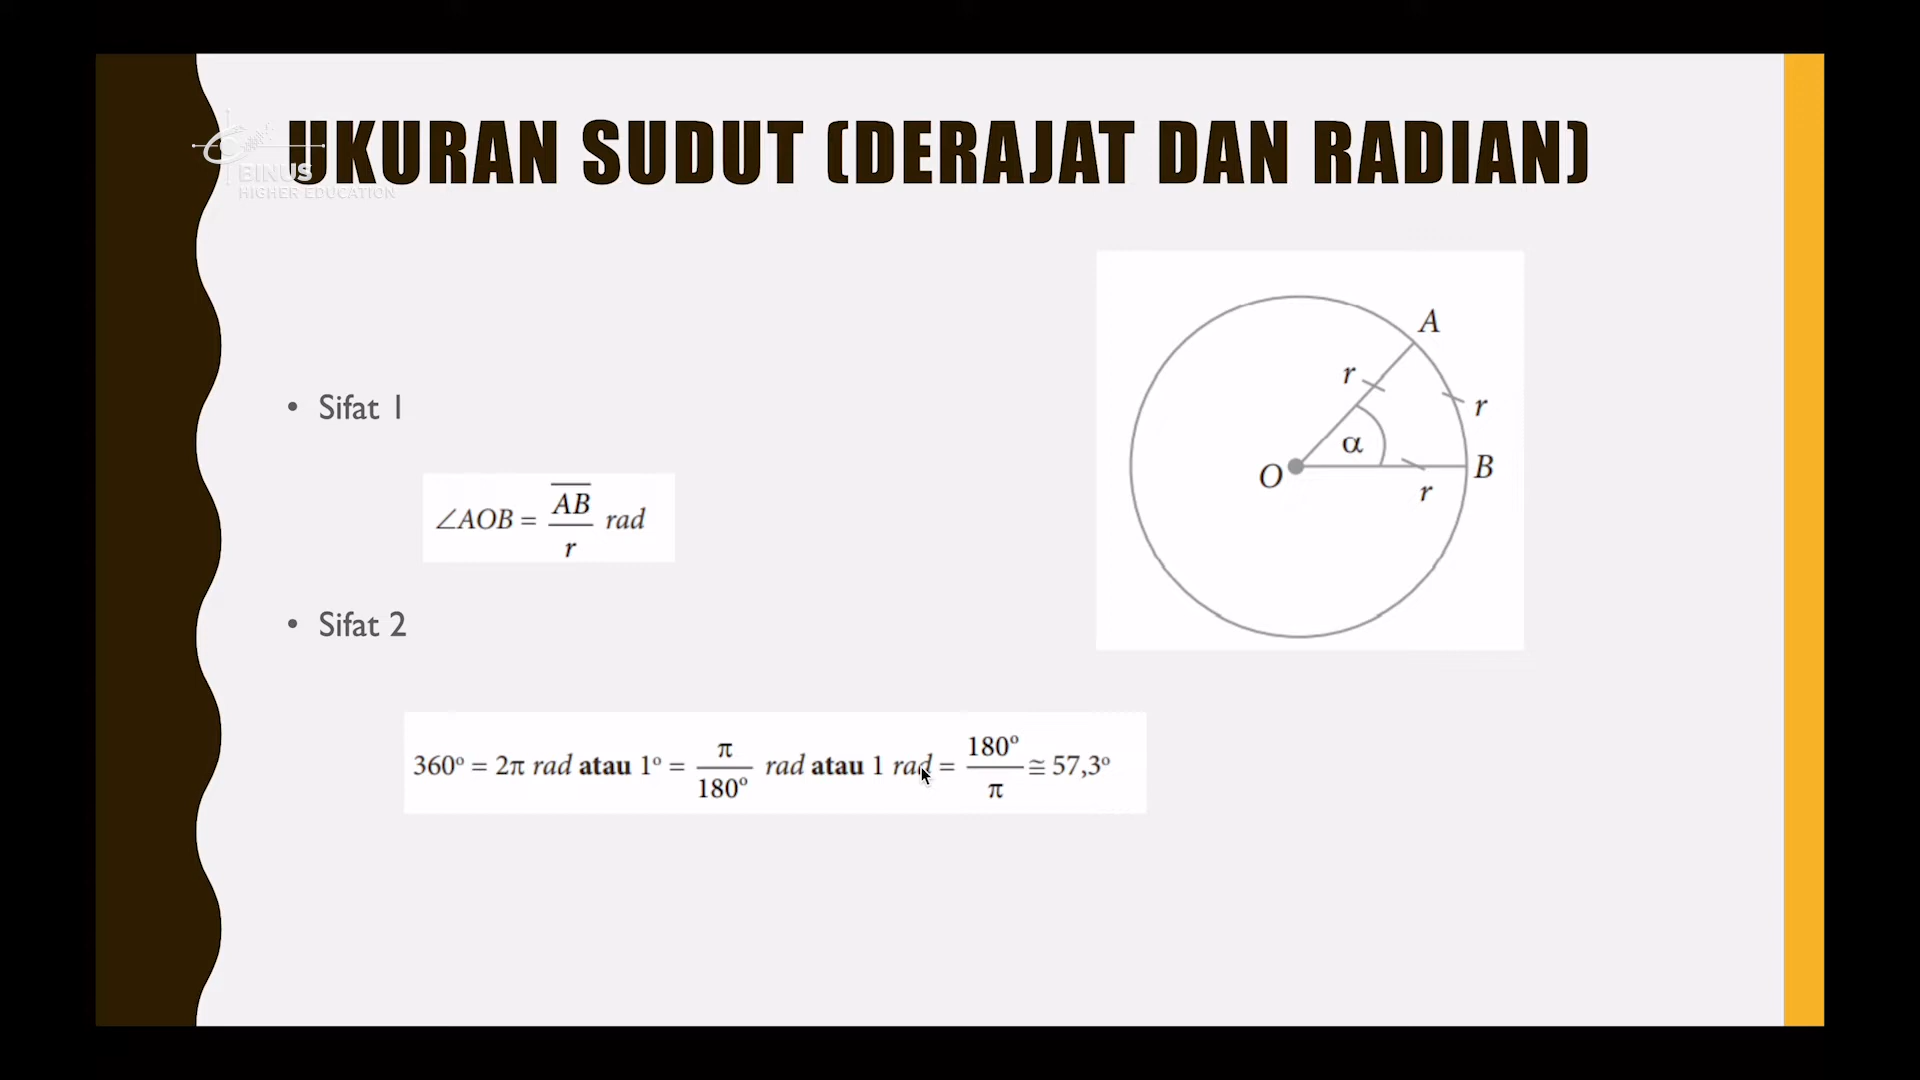 UKURAN SUDUT (DERAJAT DAN RADIAN)
BINUS
HIGHER EDUCATION
• Sifat 1
∠AOB = \overline{AB}/r rad
• Sifat 2
360° = 2π rad atau 1° = π/180° rad atau 1 rad = 180°/π ≅ 57,3°
A
r
r
α
O
B
r